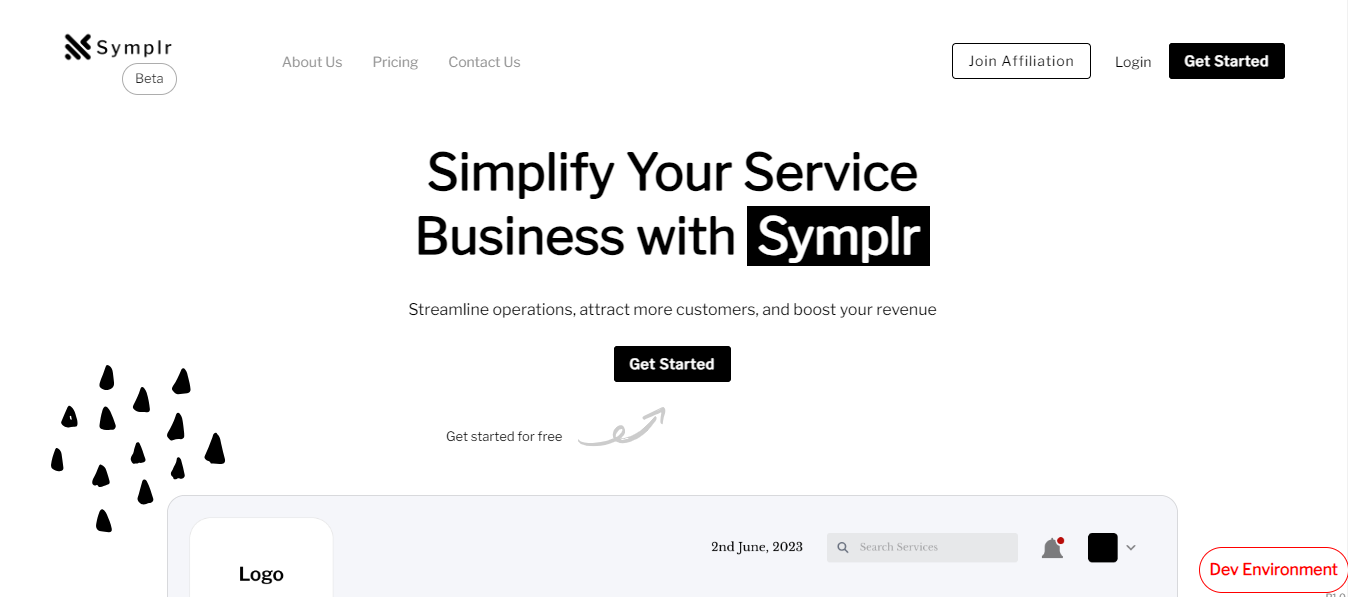 Symplr
Beta
About Us
Pricing
Contact Us
Join Affiliation
Login
Get Started
Simplify Your Service
Business with Symplr
Streamline operations, attract more customers, and boost your revenue
Get Started
Get started for free
2nd June, 2023
Search Services
Logo
Dev Environment